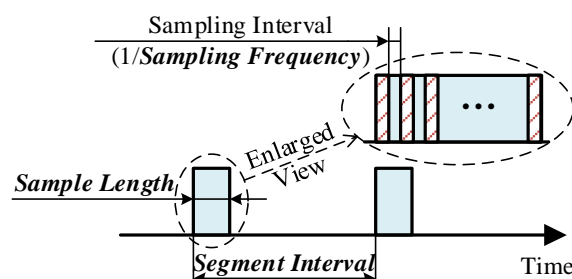 Sampling Interval
(1/Sampling Frequency)
Enlarged
View
Sample Length
Segment Interval
Time